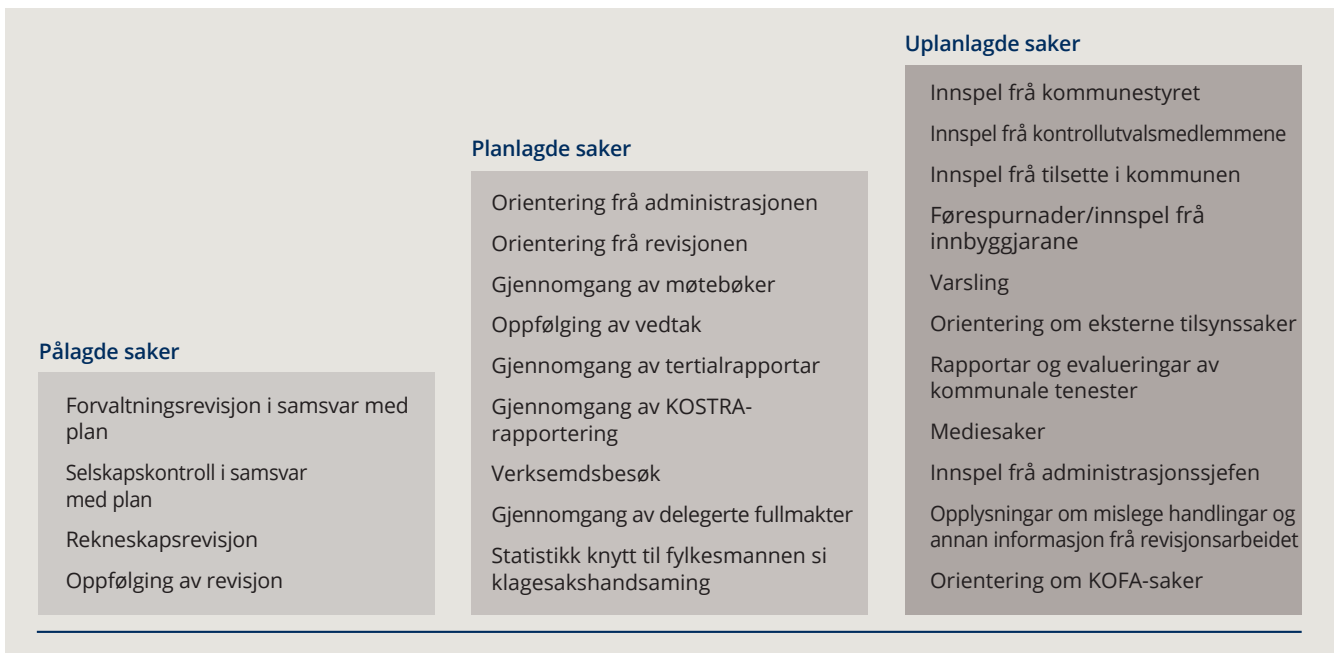 Pålagde saker
Forvaltningsrevisjon i samsvar med
plan
Selskapskontroll i samsvar
med plan
Rekneskapsrevisjon
Oppfølging av revisjon
Planlagde saker
Orientering frå administrasjonen
Orientering frå revisjonen
Gjennomgang av møtebøker
Oppfølging av vedtak
Gjennomgang av tertialrapportar
Gjennomgang av KOSTRA-
rapportering
Verksemdsbesøk
Gjennomgang av delegerte fullmakter
Statistikk knytt til fylkesmannen si
klagesakshandsaming
Uplanlagde saker
Innspel frå kommunestyret
Innspel frå kontrollutvalsmedlemmene
Innspel frå tilsette i kommunen
Førespurnader/innspel frå
innbyggjarane
Varsling
Orientering om eksterne tilsynssaker
Rapportar og evalueringar av
kommunale tenester
Mediesaker
Innspel frå administrasjonssjefen
Opplysningar om mislege handlingar og
annan informasjon frå revisjonsarbeidet
Orientering om KOFA-saker